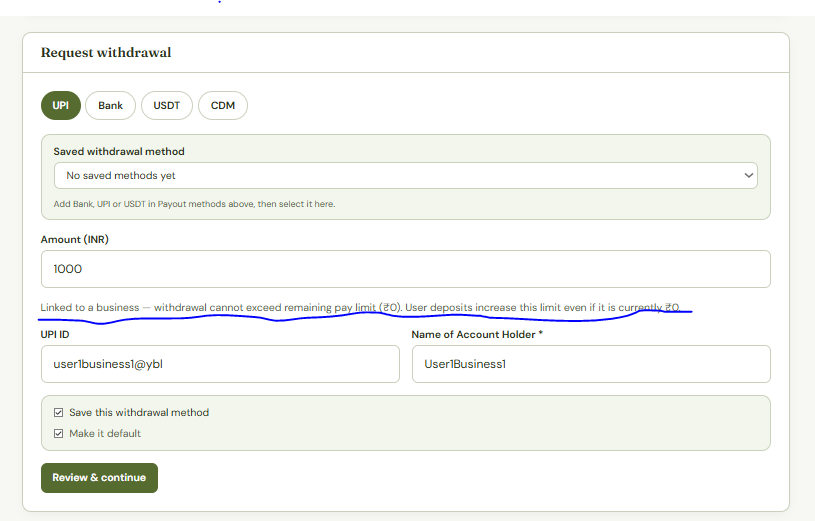 Request withdrawal
UPI Bank USDT CDM
Saved withdrawal method
No saved methods yet
Add Bank, UPI or USDT in Payout methods above, then select it here.
Amount (INR)
1000
Linked to a business — withdrawal cannot exceed remaining pay limit (₹0). User deposits increase this limit even if it is currently ₹0.
UPI ID Name of Account Holder *
user1business1@ybl User1Business1
Save this withdrawal method
Make it default
Review & continue